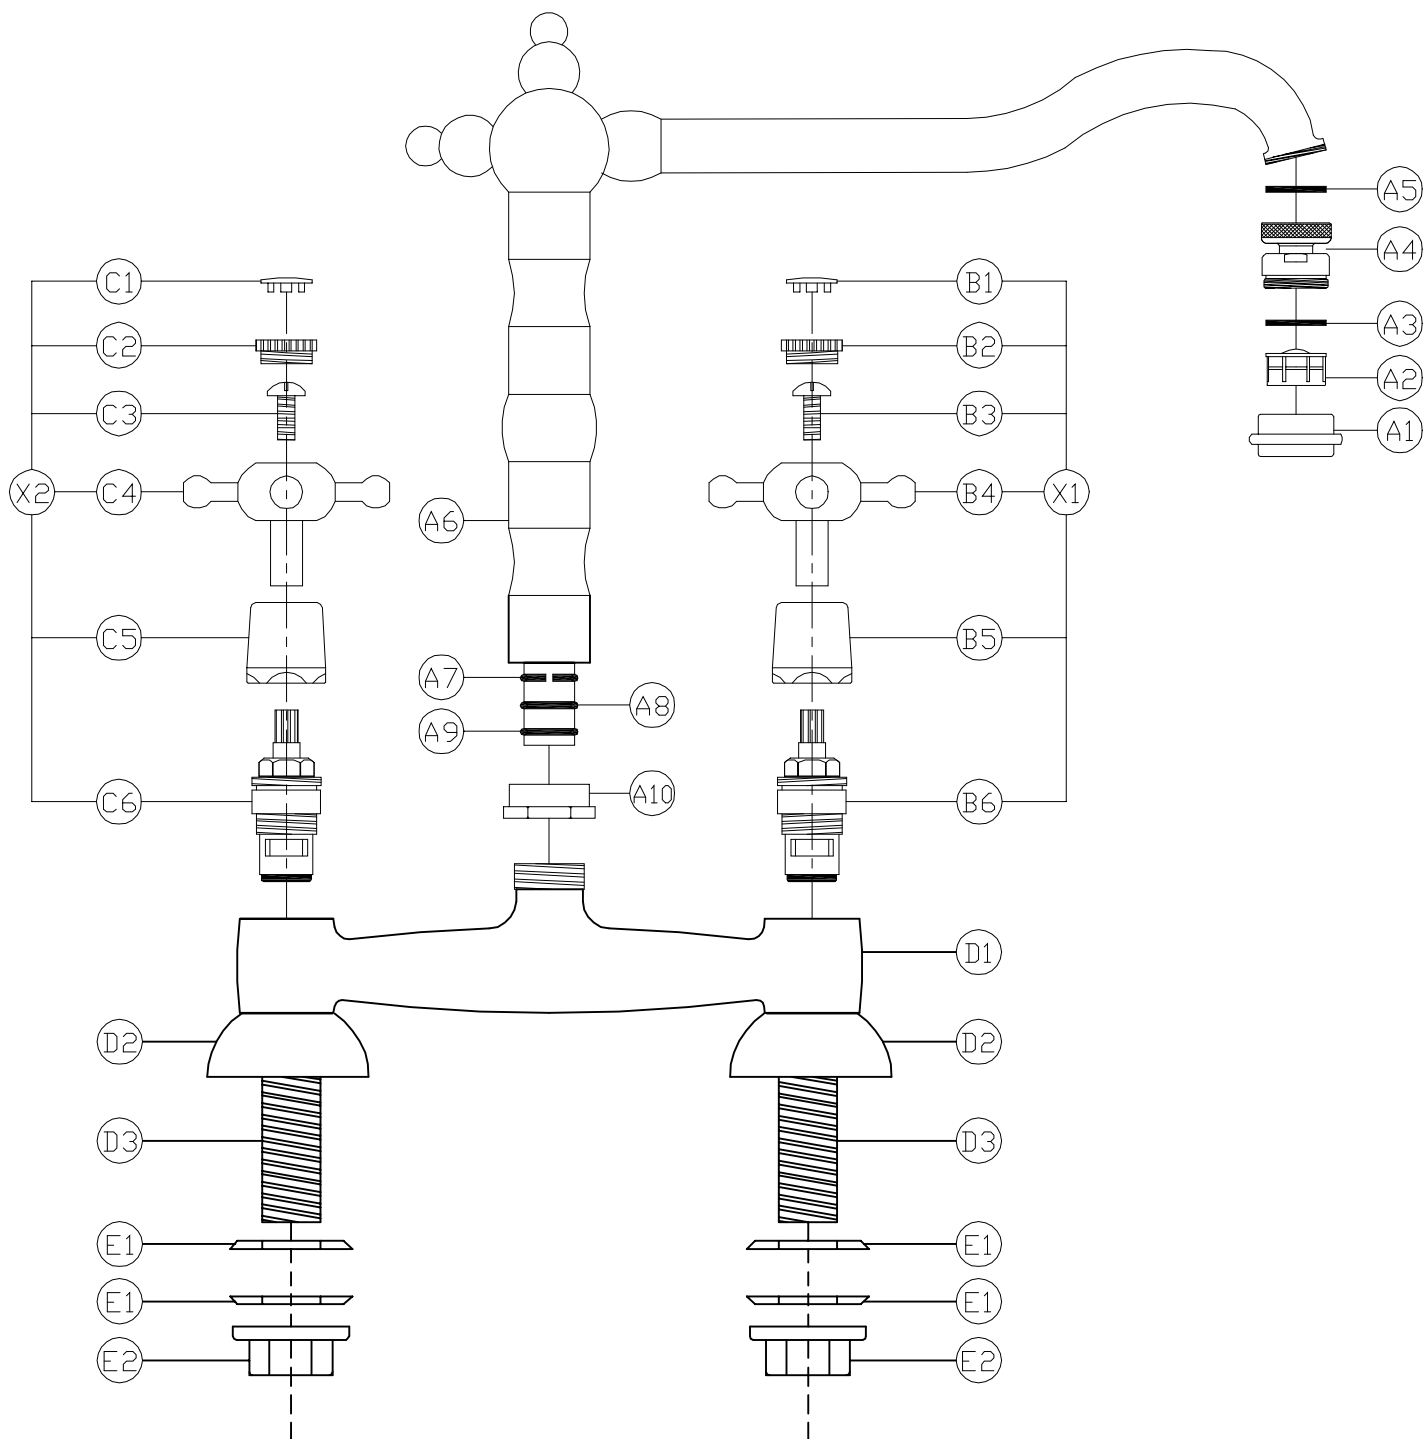 A5
A4
C1 B1
A3
C2 B2
A2
C3 B3
A1
X2 C4 B4 X1
A6
C5 B5
A7
A8
A9
A10
C6 B6
D1
D2 D2
D3 D3
E1 E1
E1 E1
E2 E2